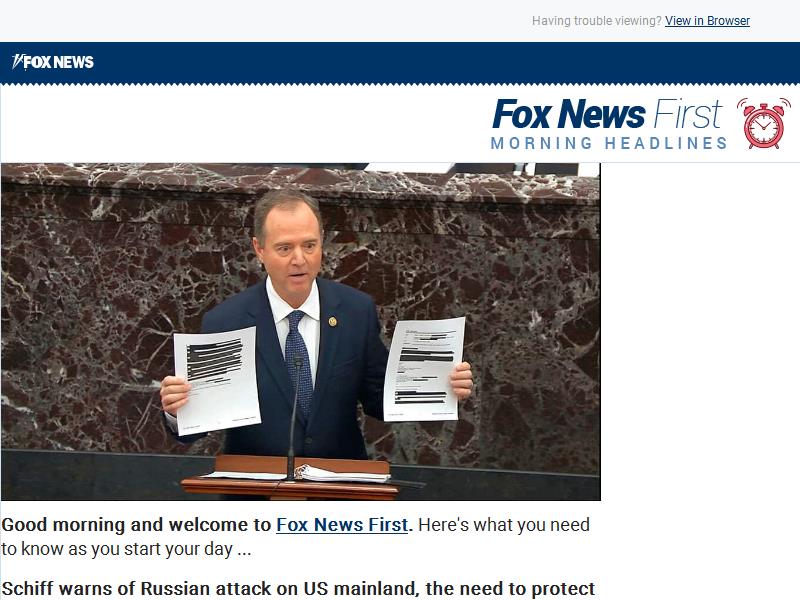 Having trouble viewing? View in Browser
FOX NEWS
Fox News First
MORNING HEADLINES
Good morning and welcome to Fox News First. Here's what you need
to know as you start your day ...
Schiff warns of Russian attack on US mainland, the need to protect